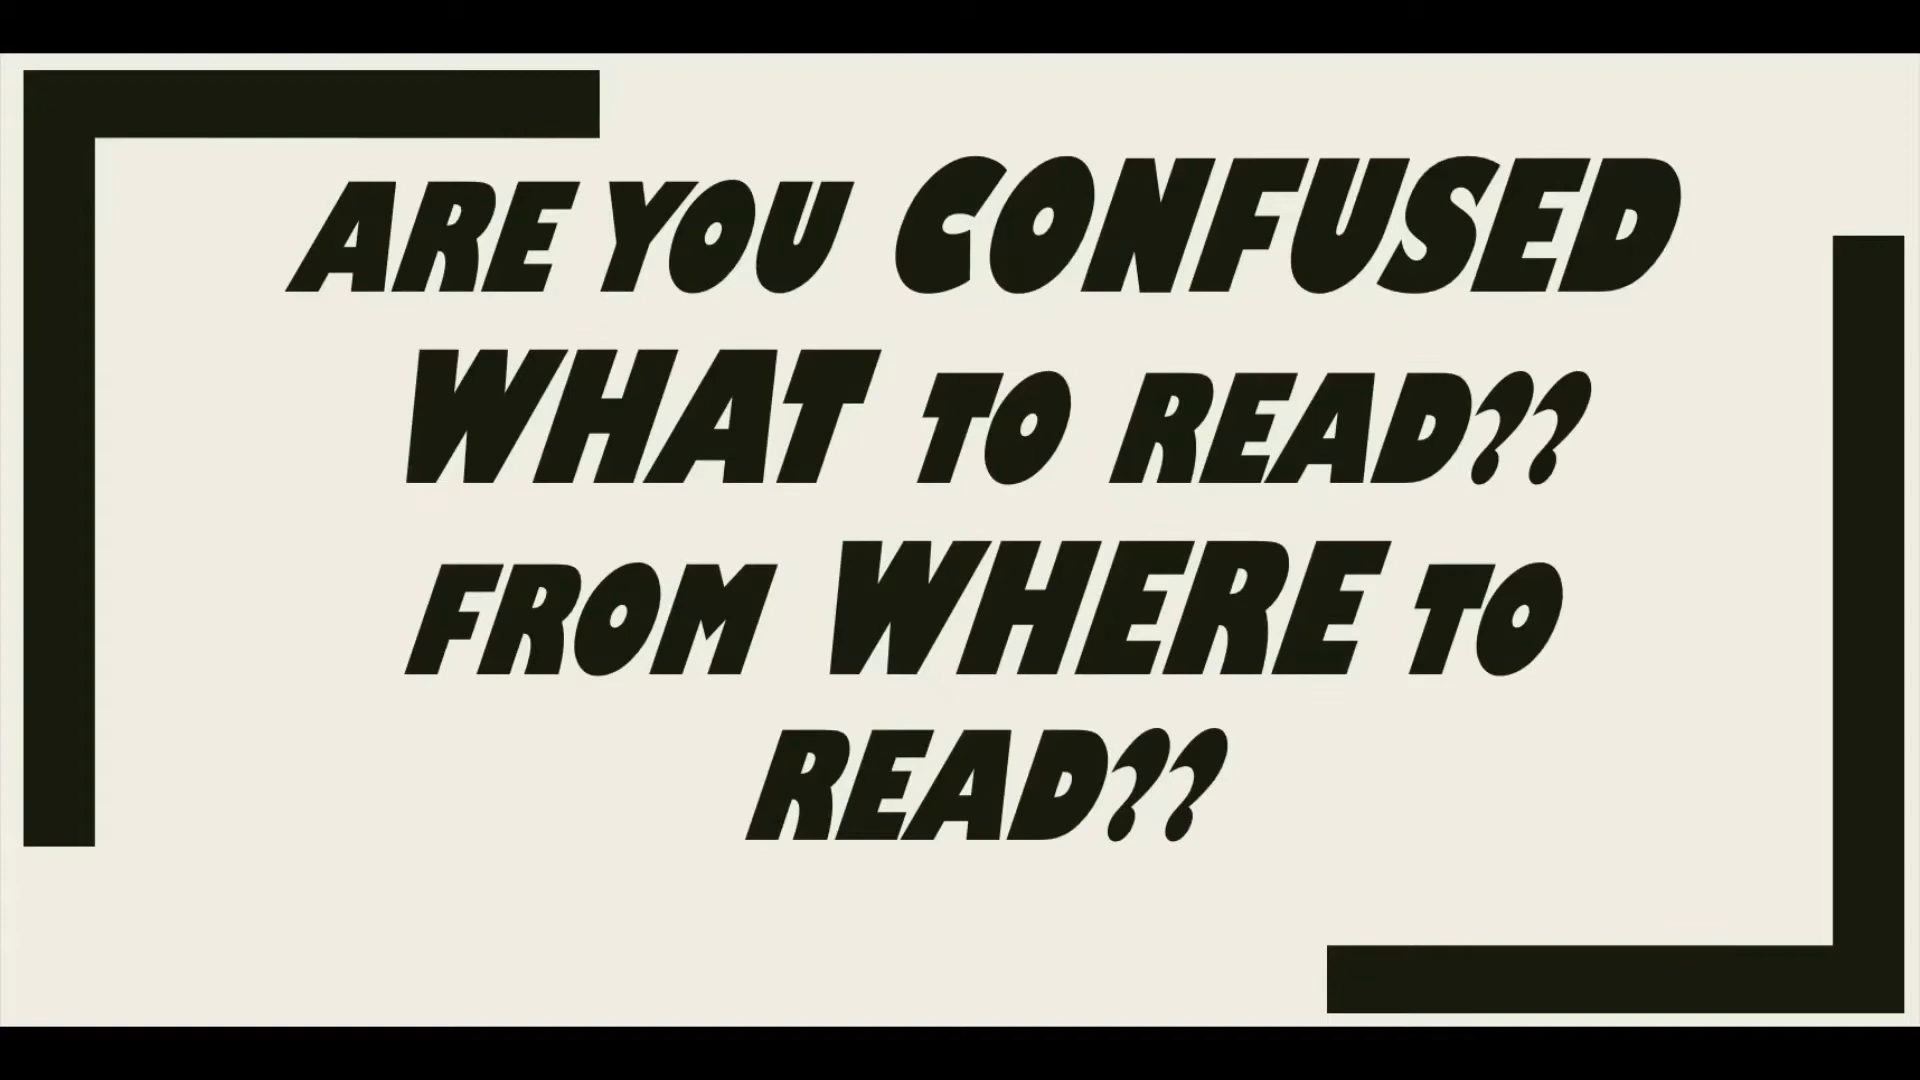 ARE YOU CONFUSED
WHAT TO READ??
FROM WHERE TO
READ??